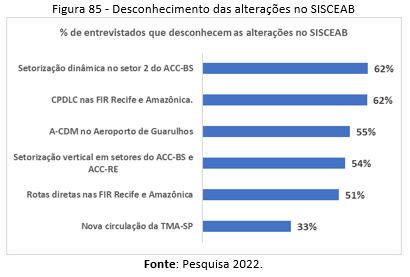 Figura 85 - Desconhecimento das alterações no SISCEAB
% de entrevistados que desconhecem as alterações no SISCEAB
Setorização dinâmica no setor 2 do ACC-BS
62%
CPDLC nas FIR Recife e Amazônica.
62%
A-CDM no Aeroporto de Guarulhos
55%
Setorização vertical em setores do ACC-BS e
ACC-RE
54%
Rotas diretas nas FIR Recife e Amazônica
51%
Nova circulação da TMA-SP
33%
Fonte: Pesquisa 2022.